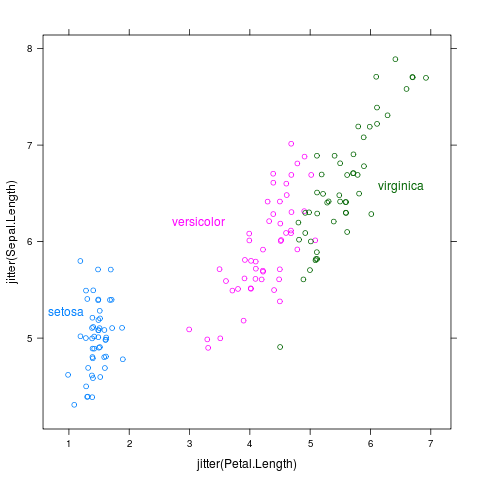 8
7
6
5
jitter(Sepal.Length)
virginica
versicolor
setosa
1 2 3 4 5 6 7
jitter(Petal.Length)